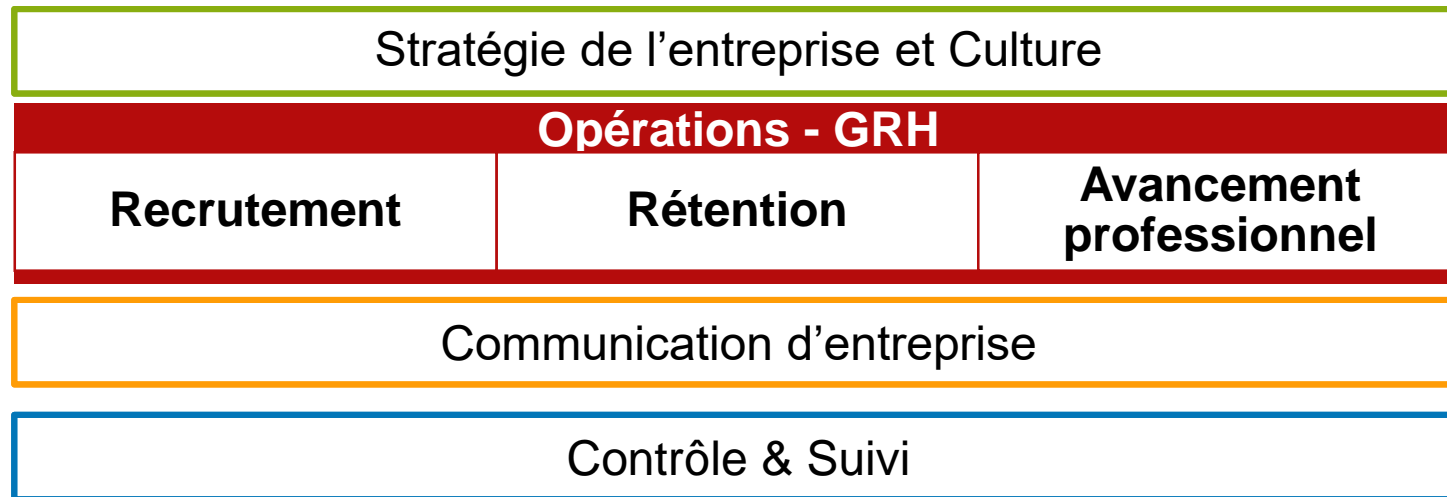 Stratégie de l’entreprise et Culture
Opérations - GRH
Recrutement
Rétention
Avancement
professionnel
Communication d’entreprise
Contrôle & Suivi